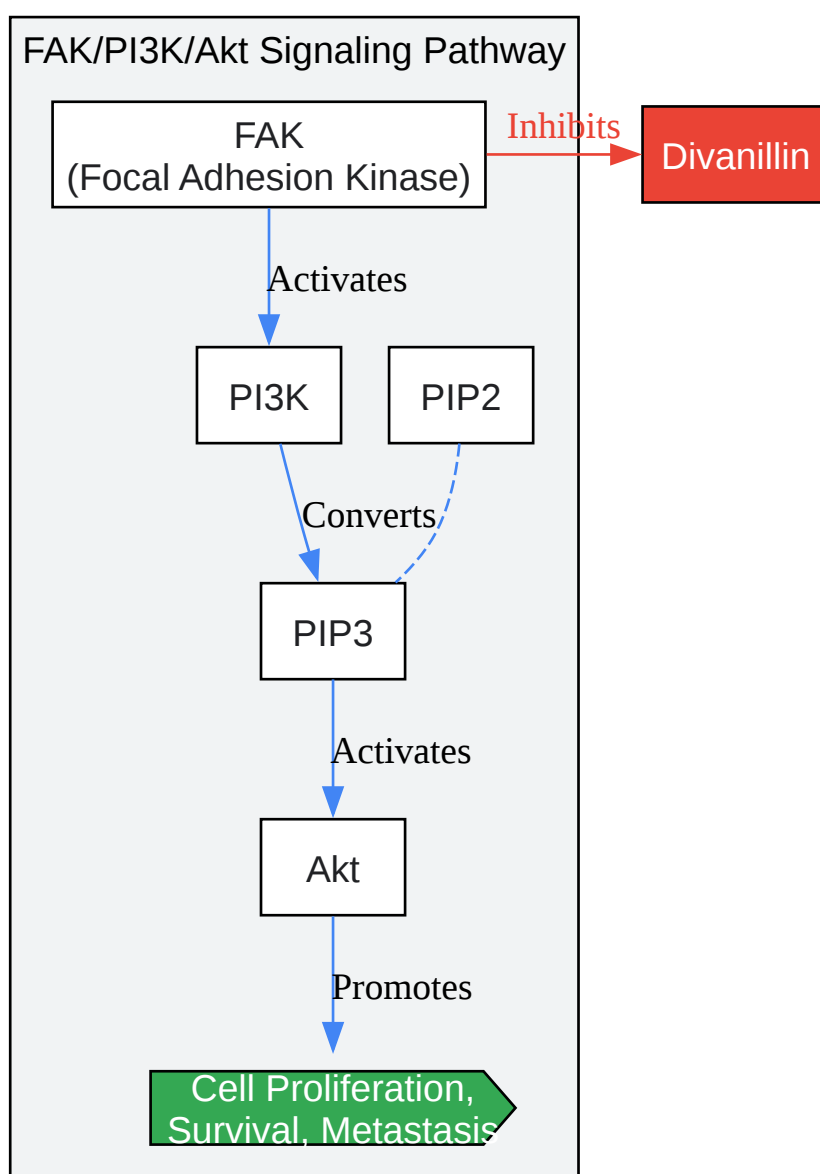 FAK/PI3K/Akt Signaling Pathway
FAK
(Focal Adhesion Kinase)
Inhibits
Divanillin
Activates
PI3K
PIP2
Converts
PIP3
Activates
Akt
Promotes
Cell Proliferation,
Survival, Metastasis